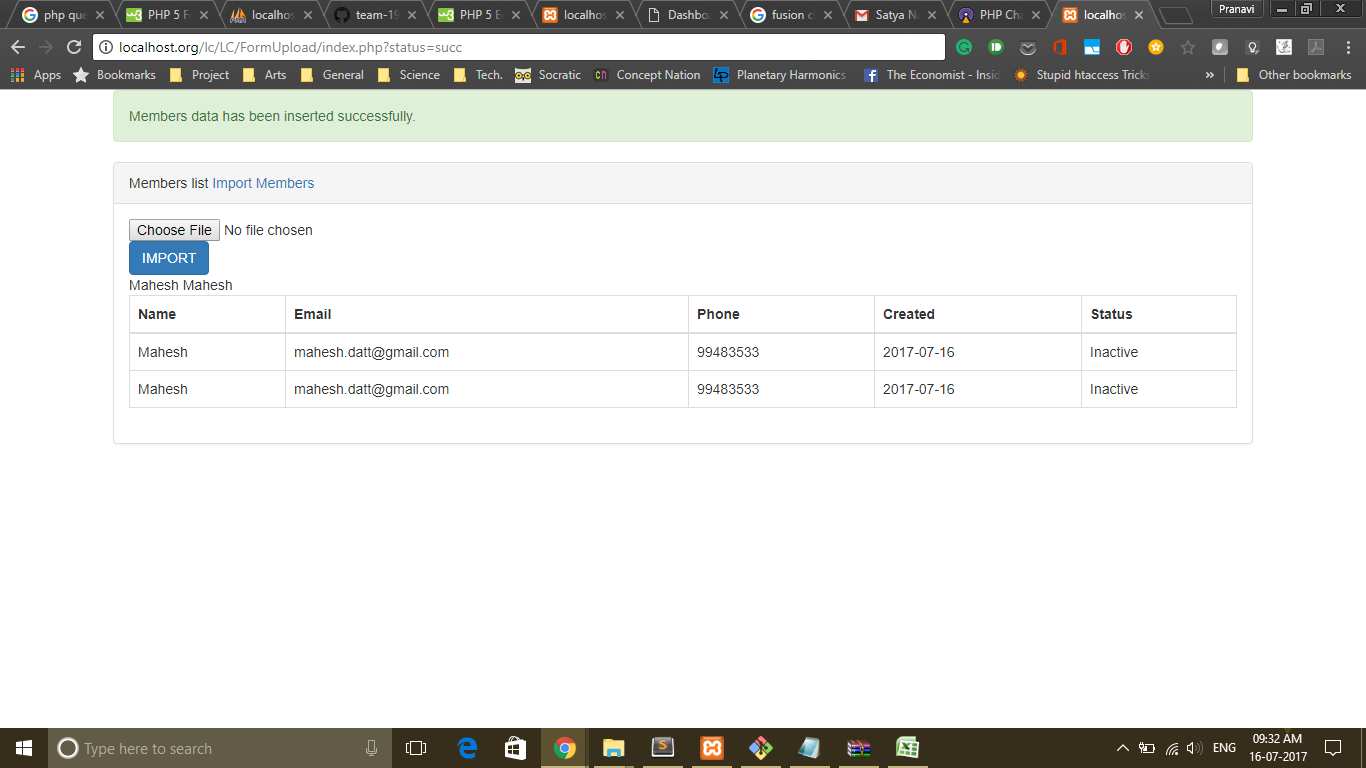 php que PHP 5 F localhos team-19 PHP 5 E localhos Dashbo fusion c Satya N PHP Cha localhos Pranavi
localhost.org/lc/LC/FormUpload/index.php?status=succ
Apps Bookmarks Project Arts General Science Tech. Socratic Concept Nation Planetary Harmonics The Economist - Insid Stupid htaccess Tricks » Other bookmarks
Members data has been inserted successfully.
Members list Import Members
Choose File No file chosen
IMPORT
Mahesh Mahesh
Name Email Phone Created Status
Mahesh mahesh.datt@gmail.com 99483533 2017-07-16 Inactive
Mahesh mahesh.datt@gmail.com 99483533 2017-07-16 Inactive
Type here to search
ENG
09:32 AM
16-07-2017